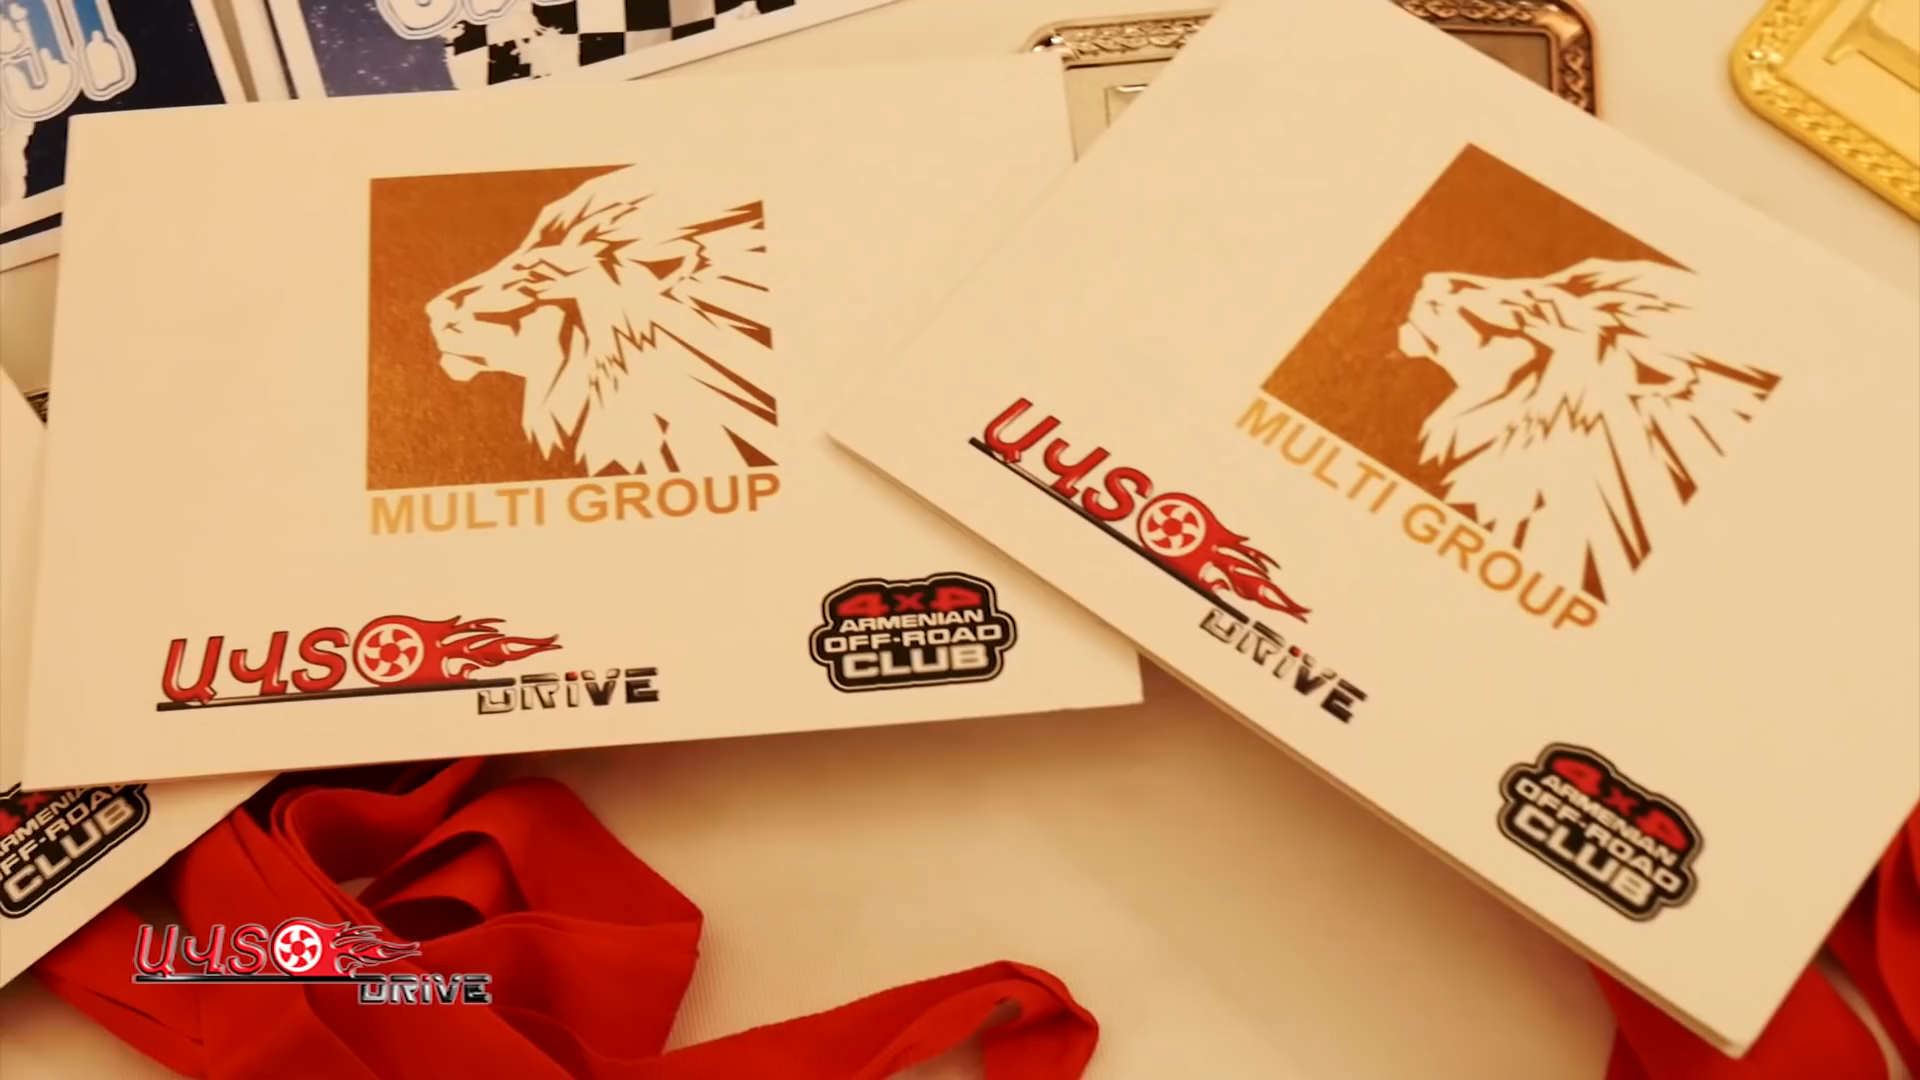 MULTI GROUP
ԱՎՏՕ
DRIVE
4x4
ARMENIAN
OFF-ROAD
CLUB
MULTI GROUP
ԱՎՏՕ
DRIVE
4x4
ARMENIAN
OFF-ROAD
CLUB
ARMENIAN
OFF-ROAD
CLUB
ԱՎՏՕ
DRIVE